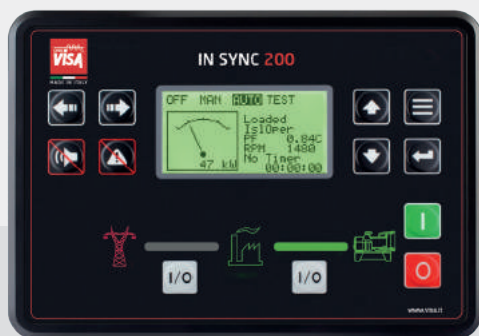 VISA
MADE IN ITALY
IN SYNC 200
OFF MAN AUTO TEST
Loaded
IslOper
PF 0.84C
RPM 1480
No Timer
47 kW 00:00:00
I/O
I/O
I
O
www.visa.it